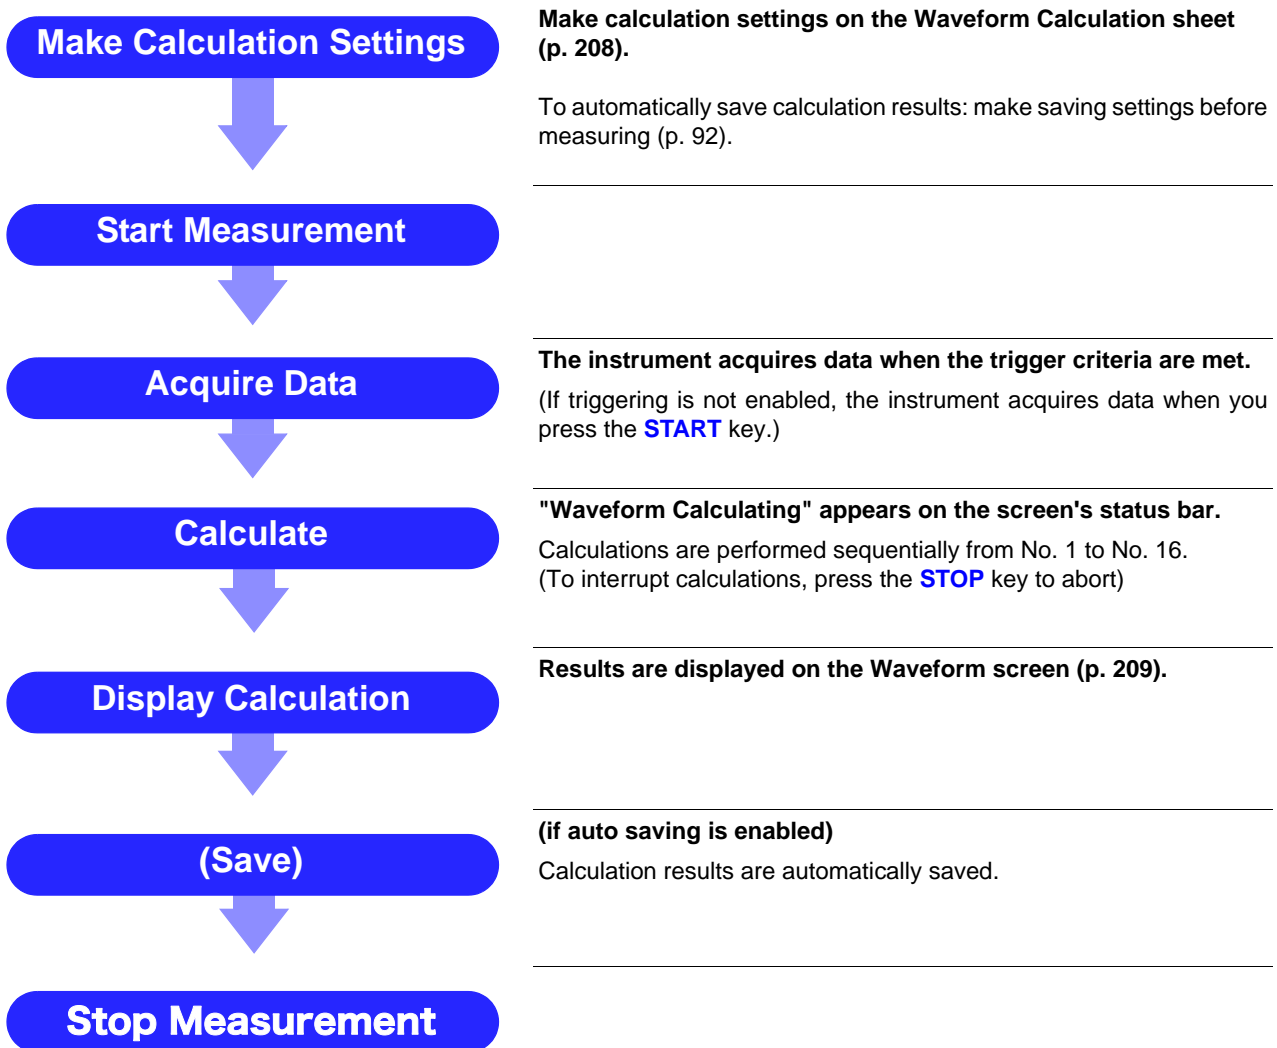 Make Calculation Settings
Make calculation settings on the Waveform Calculation sheet
(p. 208).
To automatically save calculation results: make saving settings before
measuring (p. 92).
Start Measurement
Acquire Data
The instrument acquires data when the trigger criteria are met.
(If triggering is not enabled, the instrument acquires data when you
press the START key.)
Calculate
"Waveform Calculating" appears on the screen's status bar.
Calculations are performed sequentially from No. 1 to No. 16.
(To interrupt calculations, press the STOP key to abort)
Display Calculation
Results are displayed on the Waveform screen (p. 209).
(Save)
(if auto saving is enabled)
Calculation results are automatically saved.
Stop Measurement